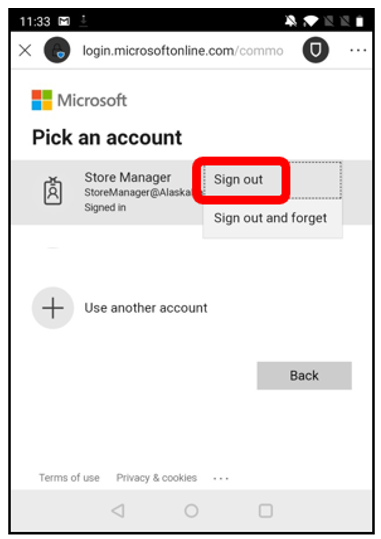 11:33
login.microsoftonline.com/commo
Microsoft
Pick an account
Store Manager
StoreManager@Alaska
Signed in
Sign out
Sign out and forget
Use another account
Back
Terms of use Privacy & cookies ...